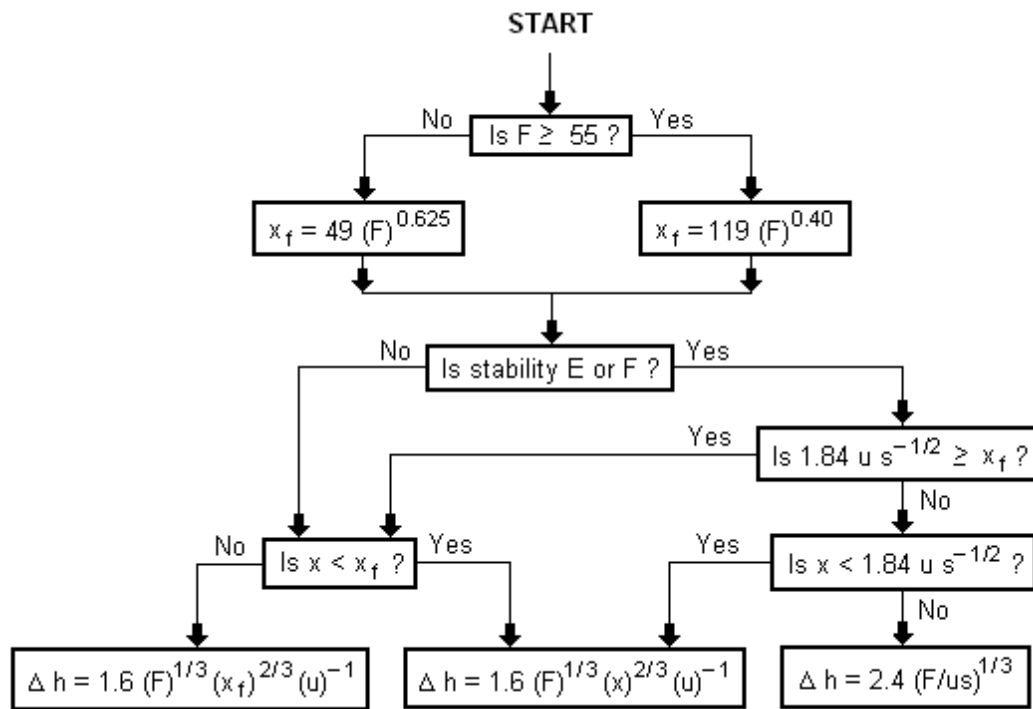 START
No
Is F ≥ 55 ?
Yes
x_f = 49 (F)^0.625
x_f = 119 (F)^0.40
No
Is stability E or F ?
Yes
Yes
Is 1.84 u s^−1/2 ≥ x_f ?
No
No
Is x < x_f ?
Yes
Yes
Is x < 1.84 u s^−1/2 ?
No
Δ h = 1.6 (F)^1/3 (x_f)^2/3 (u)^−1
Δ h = 1.6 (F)^1/3 (x)^2/3 (u)^−1
Δ h = 2.4 (F/us)^1/3